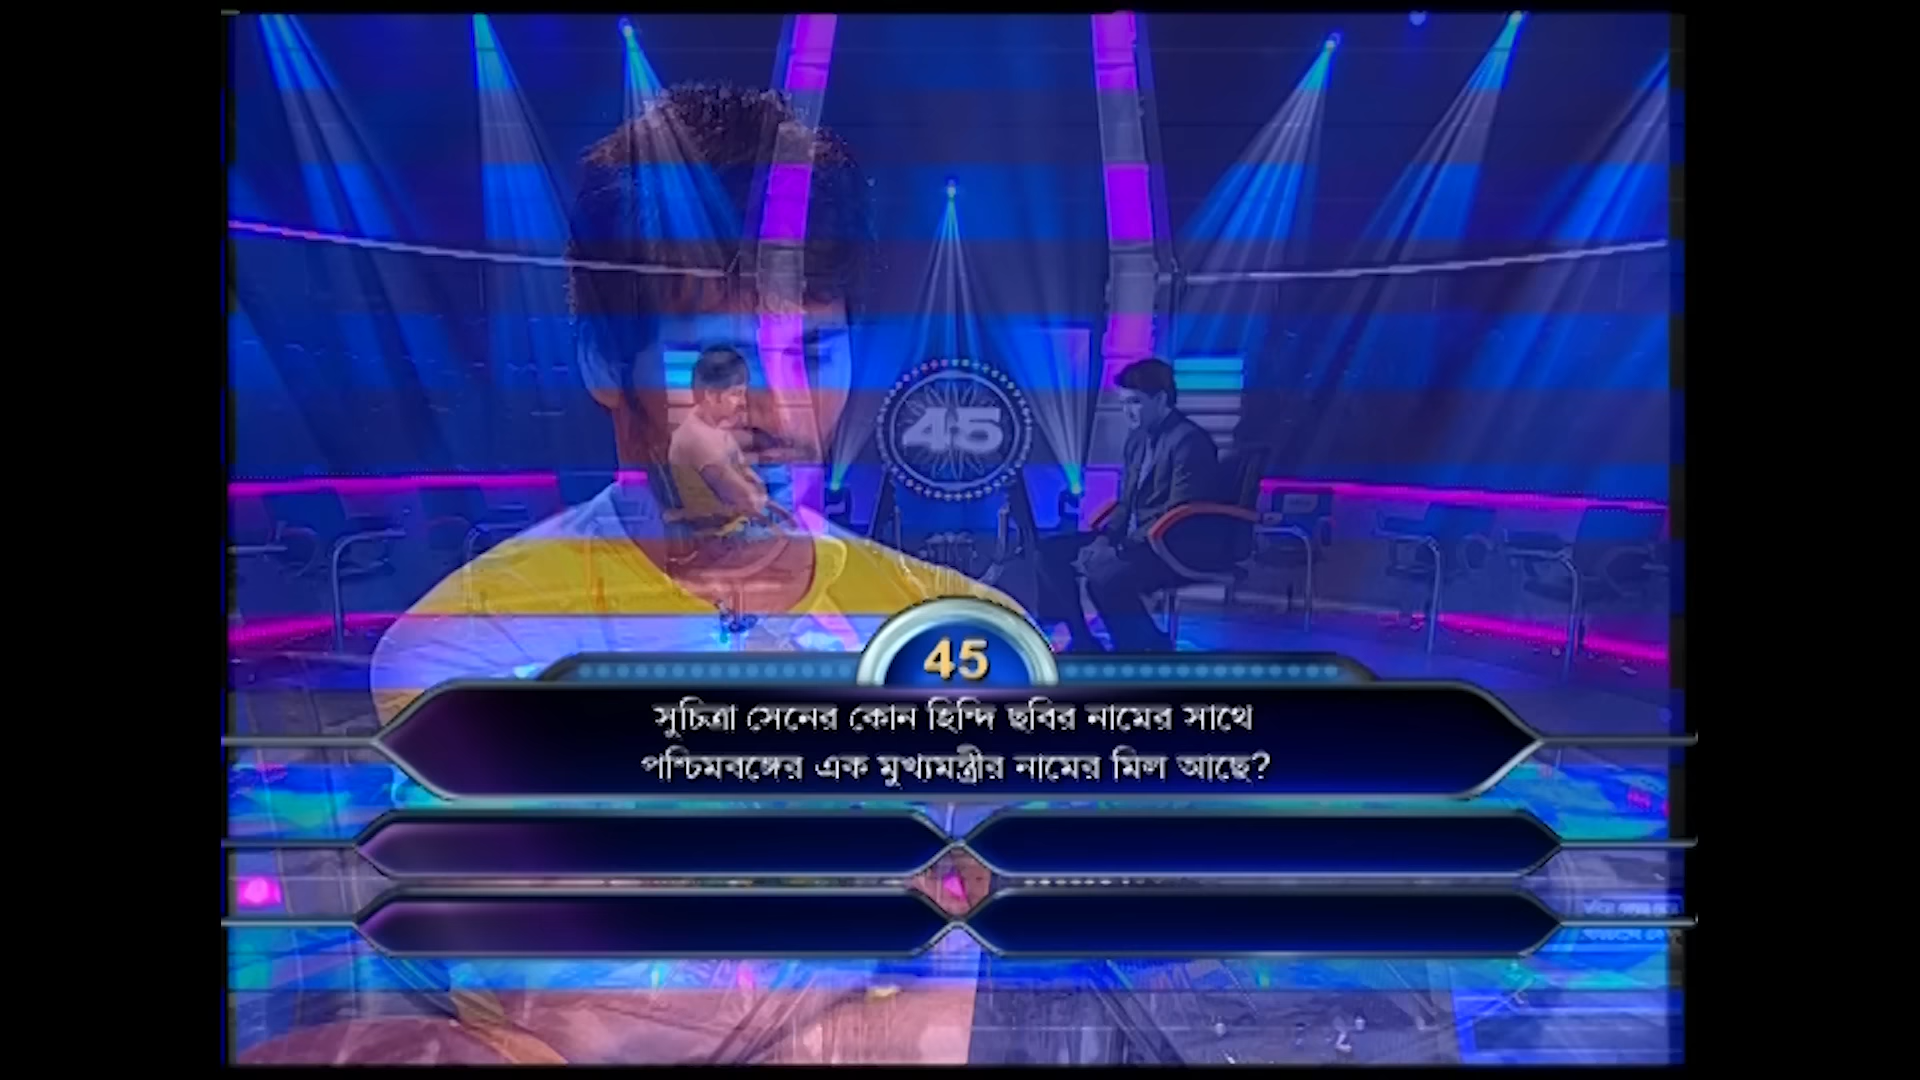 45
45
সুচিত্রা সেনের কোন হিন্দি ছবির নামের সাথে
পশ্চিমবঙ্গের এক মুখ্যমন্ত্রীর নামের মিল আছে?